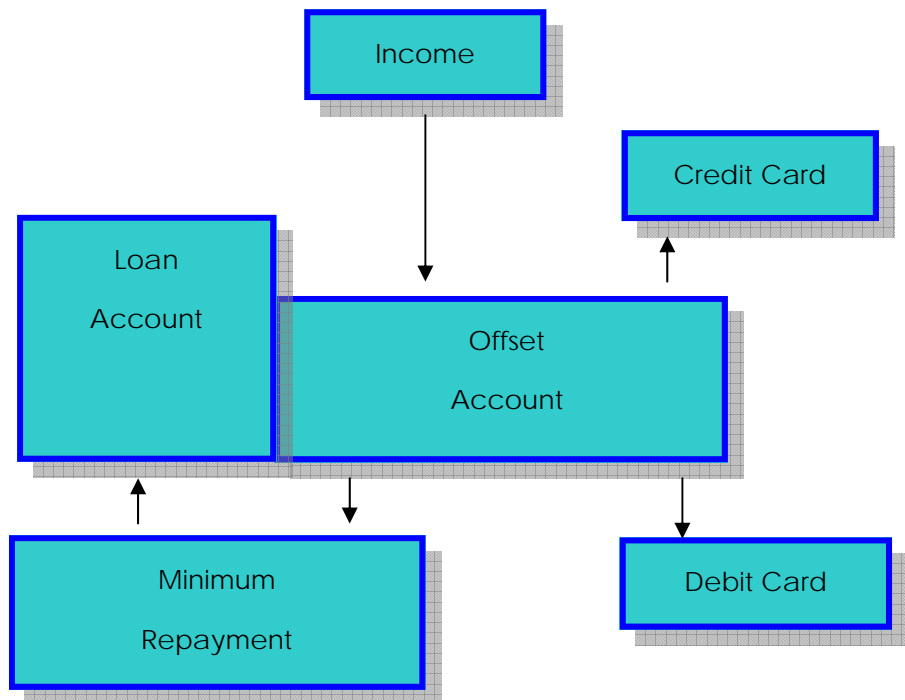 Income
Credit Card
Loan
Account
Offset
Account
Minimum
Repayment
Debit Card